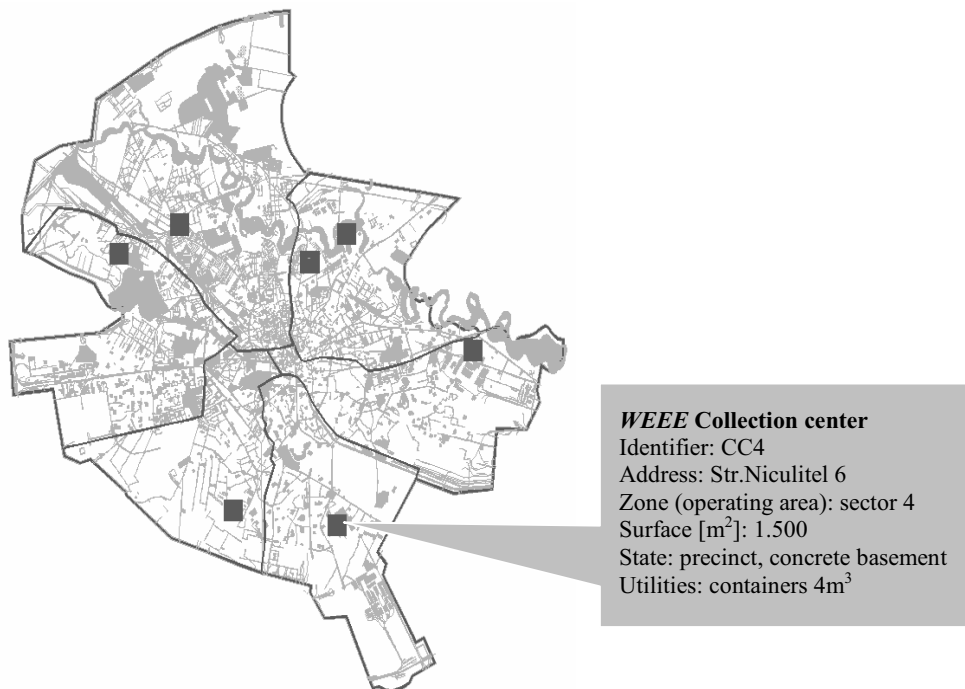 WEEE Collection center
Identifier: CC4
Address: Str.Niculitel 6
Zone (operating area): sector 4
Surface [m²]: 1.500
State: precinct, concrete basement
Utilities: containers 4m³